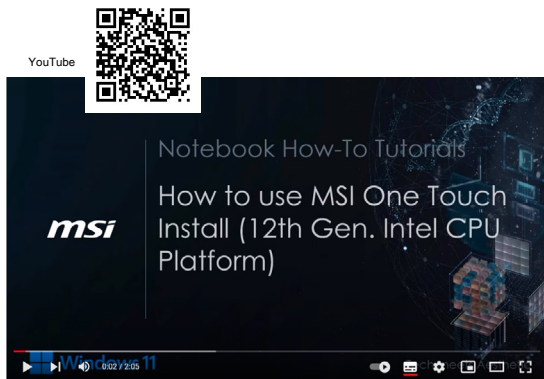 YouTube
Notebook How-To Tutorials
How to use MSI One Touch
Install (12th Gen. Intel CPU
Platform)
msi
Windows 11
0:02 / 2:05